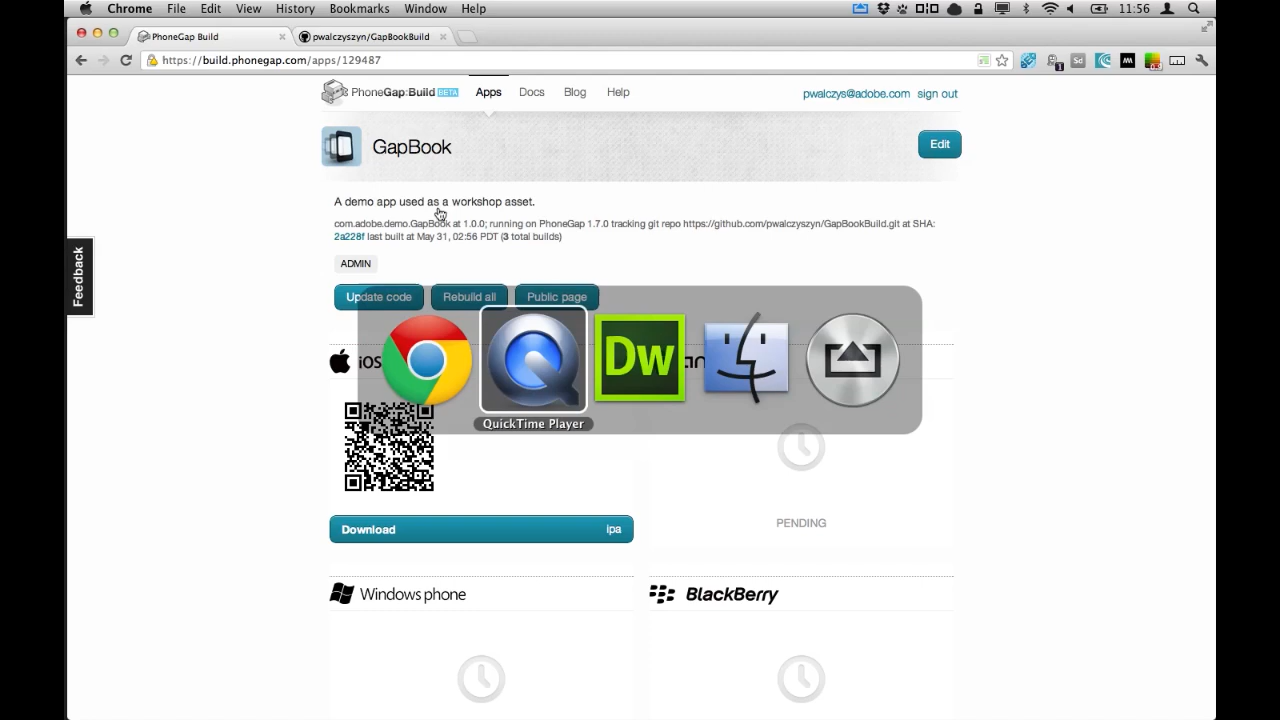 Chrome File Edit View History Bookmarks Window Help 11:56
PhoneGap Build
pwalczyszyn/GapBookBuild
https://build.phonegap.com/apps/129487
PhoneGap:Build BETA Apps Docs Blog Help pwalczys@adobe.com sign out
GapBook Edit
A demo app used as a workshop asset.
com.adobe.demo.GapBook at 1.0.0; running on PhoneGap 1.7.0 tracking git repo https://github.com/pwalczyszyn/GapBookBuild.git at SHA:
2a228f last built at May 31, 02:56 PDT (3 total builds)
Feedback
ADMIN
Update code Rebuild all Public page
iOS
Dw
QuickTime Player
PENDING
Download ipa
Windows phone
BlackBerry